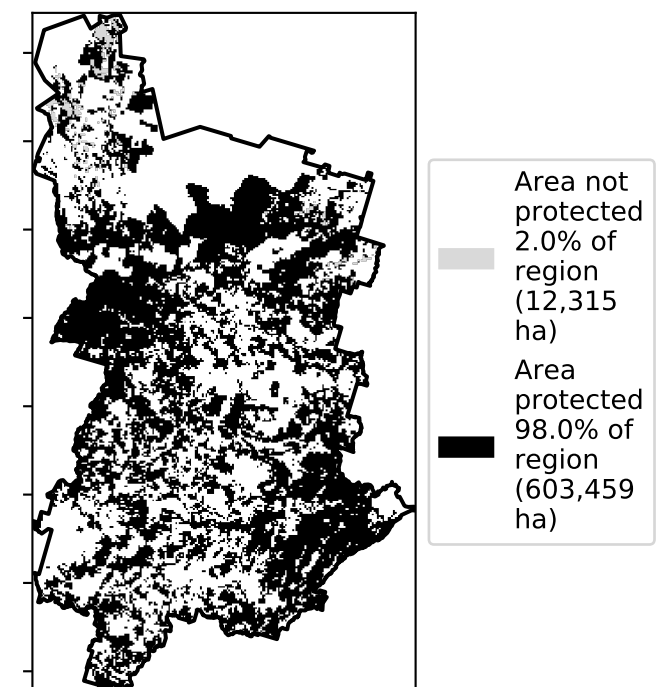 Area not
protected
2.0% of
region
(12,315
ha)
Area
protected
98.0% of
region
(603,459
ha)